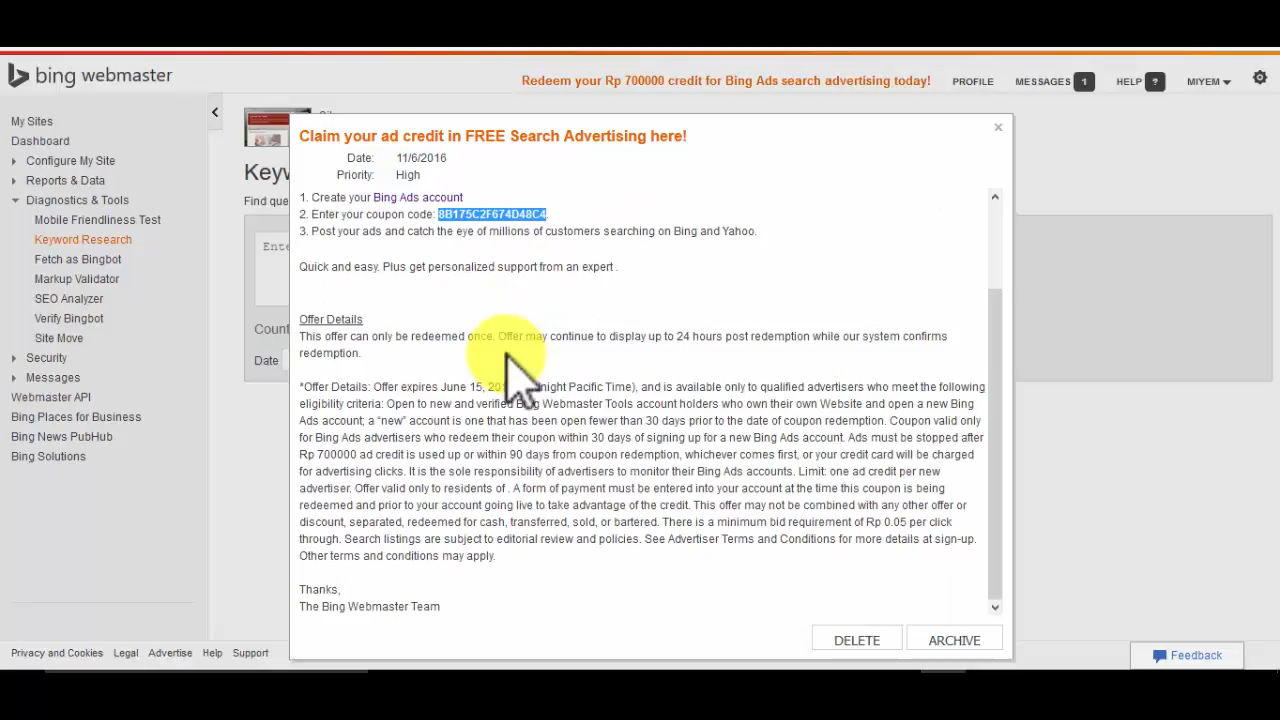 bing webmaster
Redeem your Rp 700000 credit for Bing Ads search advertising today!
PROFILE
MESSAGES 1
HELP ?
MIYEM
My Sites
Dashboard
Configure My Site
Reports & Data
Diagnostics & Tools
Mobile Friendliness Test
Keyword Research
Fetch as Bingbot
Markup Validator
SEO Analyzer
Verify Bingbot
Site Move
Security
Messages
Webmaster API
Bing Places for Business
Bing News PubHub
Bing Solutions
Find que
Date
Claim your ad credit in FREE Search Advertising here!
Date: 11/6/2016
Priority: High
1. Create your Bing Ads account
2. Enter your coupon code: 8B175C2F674D48C4.
3. Post your ads and catch the eye of millions of customers searching on Bing and Yahoo.
Quick and easy. Plus get personalized support from an expert .
Offer Details
This offer can only be redeemed once. Offer may continue to display up to 24 hours post redemption while our system confirms
redemption.
*Offer Details: Offer expires June 15, Pacific Time), and is available only to qualified advertisers who meet the following
eligibility criteria: Open to new and verified Bing Webmaster Tools account holders who own their own Website and open a new Bing
Ads account; a “new” account is one that has been open fewer than 30 days prior to the date of coupon redemption. Coupon valid only
for Bing Ads advertisers who redeem their coupon within 30 days of signing up for a new Bing Ads account. Ads must be stopped after
Rp 700000 ad credit is used up or within 90 days from coupon redemption, whichever comes first, or your credit card will be charged
for advertising clicks. It is the sole responsibility of advertisers to monitor their Bing Ads accounts. Limit: one ad credit per new
advertiser. Offer valid only to residents of . A form of payment must be entered into your account at the time this coupon is being
redeemed and prior to your account going live to take advantage of the credit. This offer may not be combined with any other offer or
discount, separated, redeemed for cash, transferred, sold, or bartered. There is a minimum bid requirement of Rp 0.05 per click
through. Search listings are subject to editorial review and policies. See Advertiser Terms and Conditions for more details at sign-up.
Other terms and conditions may apply.
Thanks,
The Bing Webmaster Team
DELETE
ARCHIVE
Privacy and Cookies
Legal
Advertise
Help
Support
Feedback